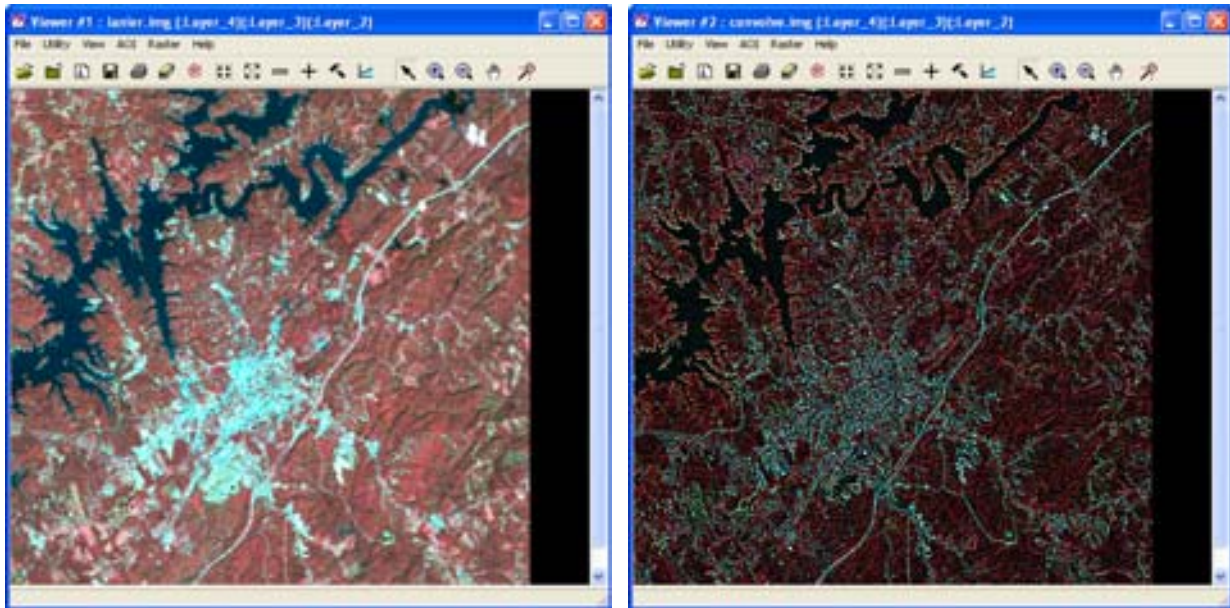 Viewer #1 : lanier.img (:Layer_4)(:Layer_3)(:Layer_2)
File Utility View AOI Raster Help
Viewer #2 : convolve.img (:Layer_4)(:Layer_3)(:Layer_2)
File Utility View AOI Raster Help